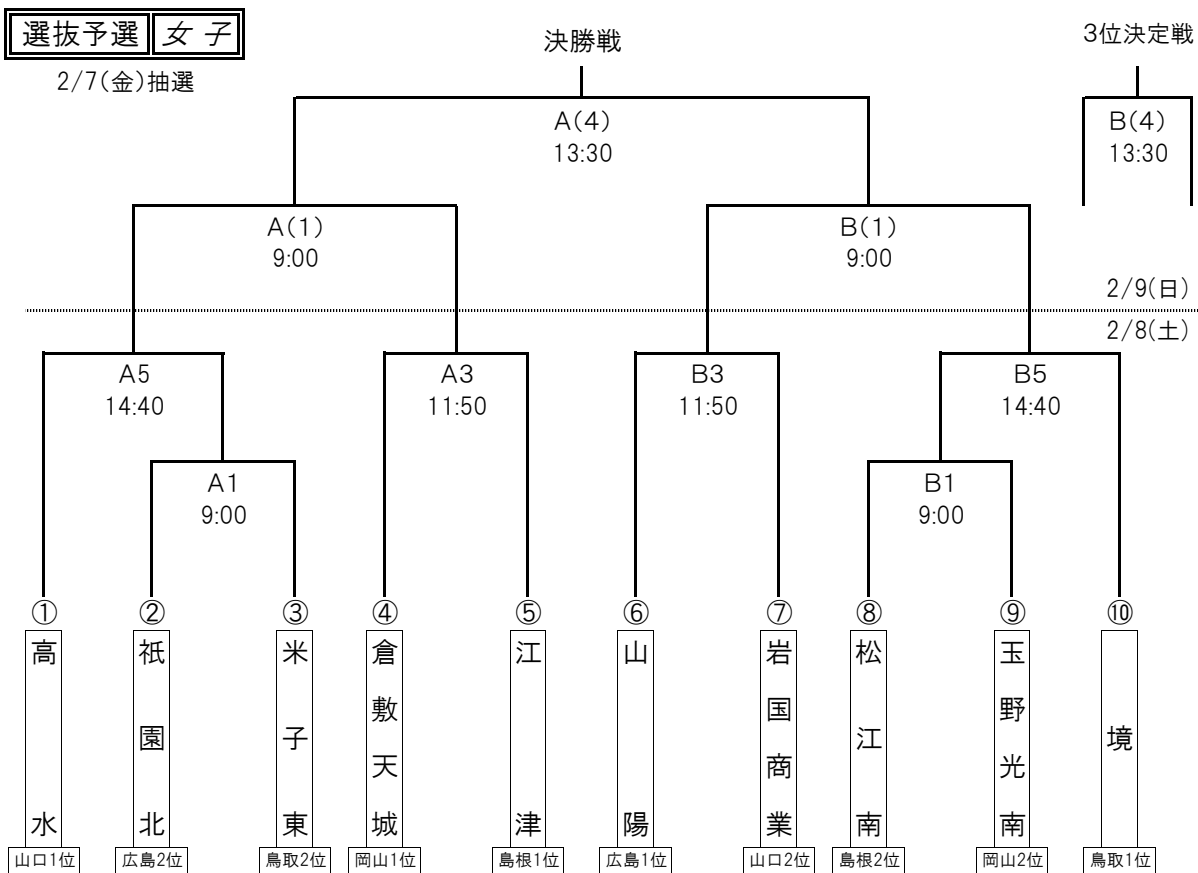 選抜予選 女子
2/7(金)抽選
決勝戦
3位決定戦
A(4)
13:30
B(4)
13:30
A(1)
9:00
B(1)
9:00
2/9(日)
2/8(土)
A5
14:40
A3
11:50
B3
11:50
B5
14:40
A1
9:00
B1
9:00
① ② ③ ④ ⑤ ⑥ ⑦ ⑧ ⑨ ⑩
高水
祇園北
米子東
倉敷天城
江津
山陽
岩国商業
松江南
玉野光南
境
山口1位 広島2位 鳥取2位 岡山1位 島根1位 広島1位 山口2位 島根2位 岡山2位 鳥取1位